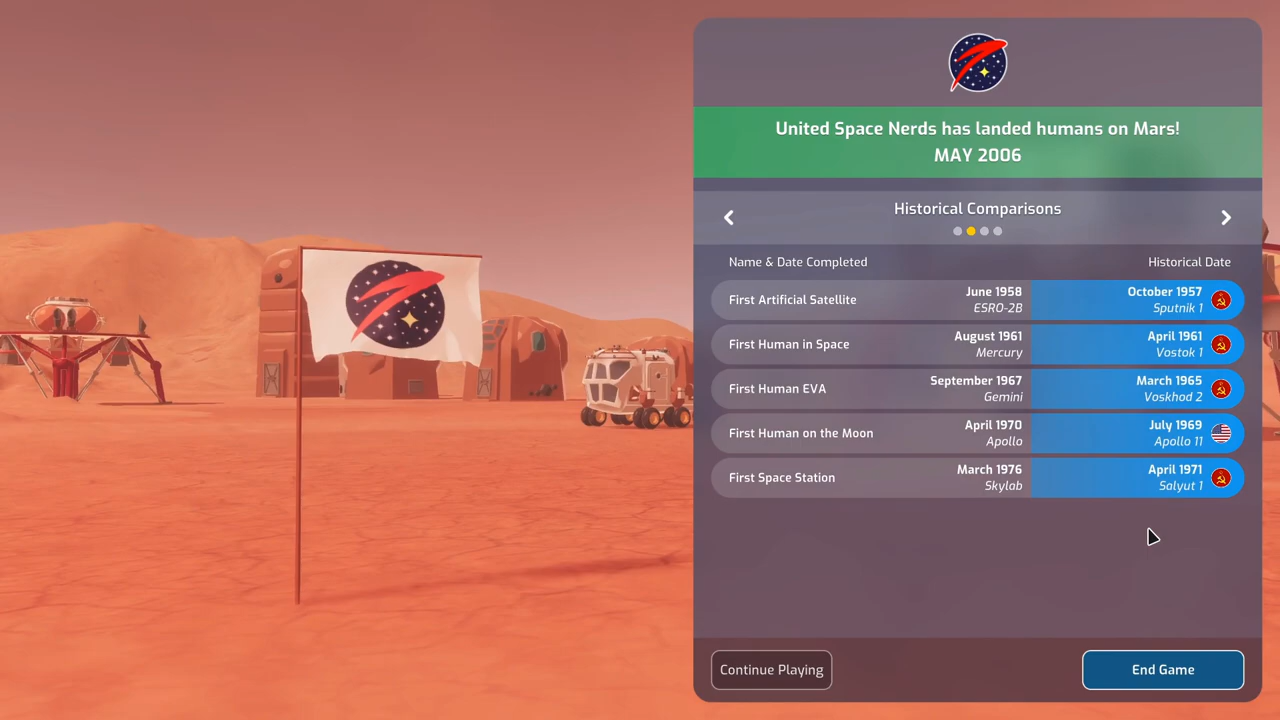 United Space Nerds has landed humans on Mars!
MAY 2006
Historical Comparisons
Name & Date Completed
Historical Date
First Artificial Satellite
June 1958
ESRO-2B
October 1957
Sputnik 1
First Human in Space
August 1961
Mercury
April 1961
Vostok 1
First Human EVA
September 1967
Gemini
March 1965
Voskhod 2
First Human on the Moon
April 1970
Apollo
July 1969
Apollo 11
First Space Station
March 1976
Skylab
April 1971
Salyut 1
Continue Playing
End Game